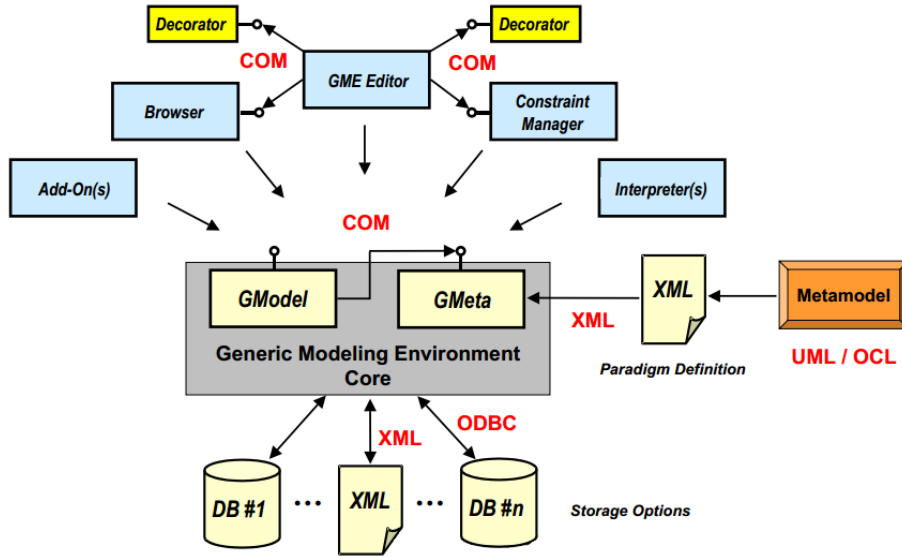 Decorator
Decorator
COM
COM
GME Editor
Browser
Constraint
Manager
Add-On(s)
Interpreter(s)
COM
GModel
GMeta
XML
Metamodel
XML
Generic Modeling Environment
Core
Paradigm Definition
UML / OCL
XML
ODBC
DB #1
...
XML
...
DB #n
Storage Options